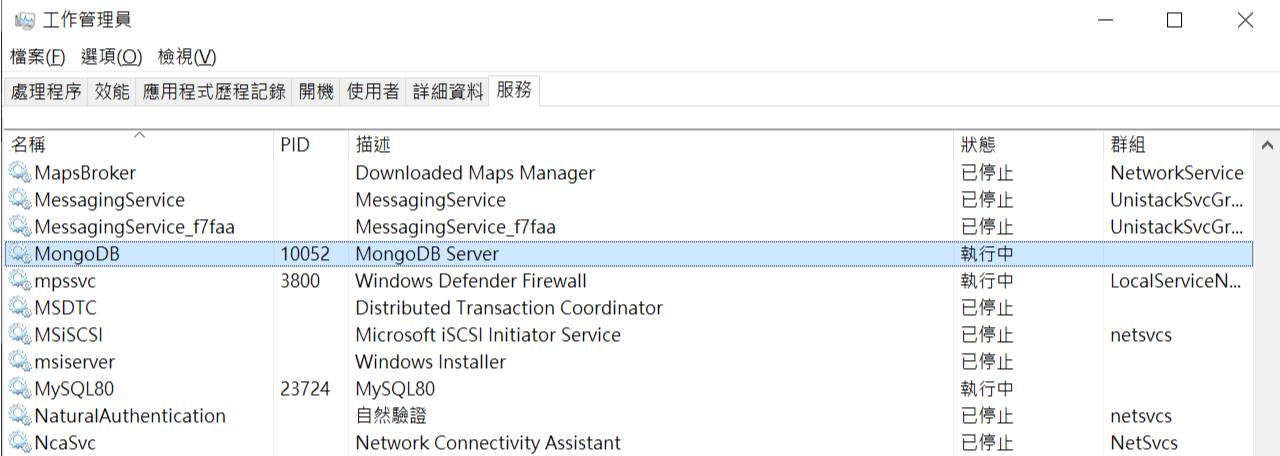 工作管理員
檔案(F) 選項(O) 檢視(V)
處理程序 效能 應用程式歷程記錄 開機 使用者 詳細資料 服務
名稱 PID 描述 狀態 群組
MapsBroker Downloaded Maps Manager 已停止 NetworkService
MessagingService MessagingService 已停止 UnistackSvcGr...
MessagingService_f7faa MessagingService_f7faa 已停止 UnistackSvcGr...
MongoDB 10052 MongoDB Server 執行中
mpssvc 3800 Windows Defender Firewall 執行中 LocalServiceN...
MSDTC Distributed Transaction Coordinator 已停止
MSiSCSI Microsoft iSCSI Initiator Service 已停止 netsvcs
msiserver Windows Installer 已停止
MySQL80 23724 MySQL80 執行中
NaturalAuthentication 自然驗證 已停止 netsvcs
NcaSvc Network Connectivity Assistant 已停止 NetSvcs